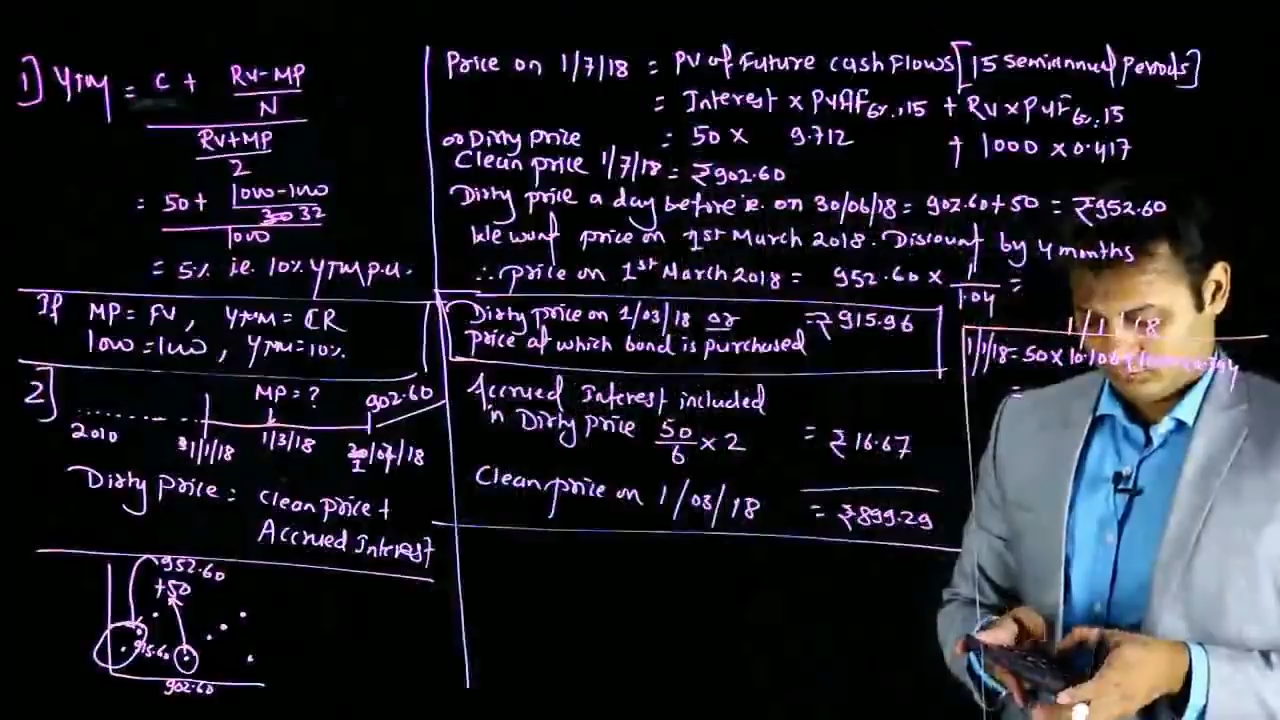 1] YTM = C + RV-MP
N
RV+MP
2
= 50 + 1000-1000
30 32
1000
= 5% i.e. 10% YTM p.a.
If MP = FV, YTM = CR
1000 = 1000, YTM = 10%
2] MP = ? 902.60
2010 31/1/18 1/3/18 1/07/18
Dirty price = Clean price +
Accrued Interest
952.60
+50
915.60
902.60
Price on 1/7/18 = PV of Future cash Flows [15 Semiannual Periods]
= Interest x PVAF 6%, 15 + RV x PVF 6%, 15
or Dirty price = 50 x 9.712 + 1000 x 0.417
Clean price 1/7/18 = ₹902.60
Dirty price a day before i.e. on 30/06/18 = 902.60 + 50 = ₹952.60
We want price on 1st March 2018. Discount by 4 months
∴ price on 1st March 2018 = 952.60 x 1 =
1.04
Dirty price on 1/03/18 or = ₹915.96
price at which bond is purchased
Accrued Interest included
in Dirty price 50 x 2 = ₹16.67
6
Clean price on 1/03/18 = ₹899.29
1/1/18
1/1/18 = 50 x 10.106
=